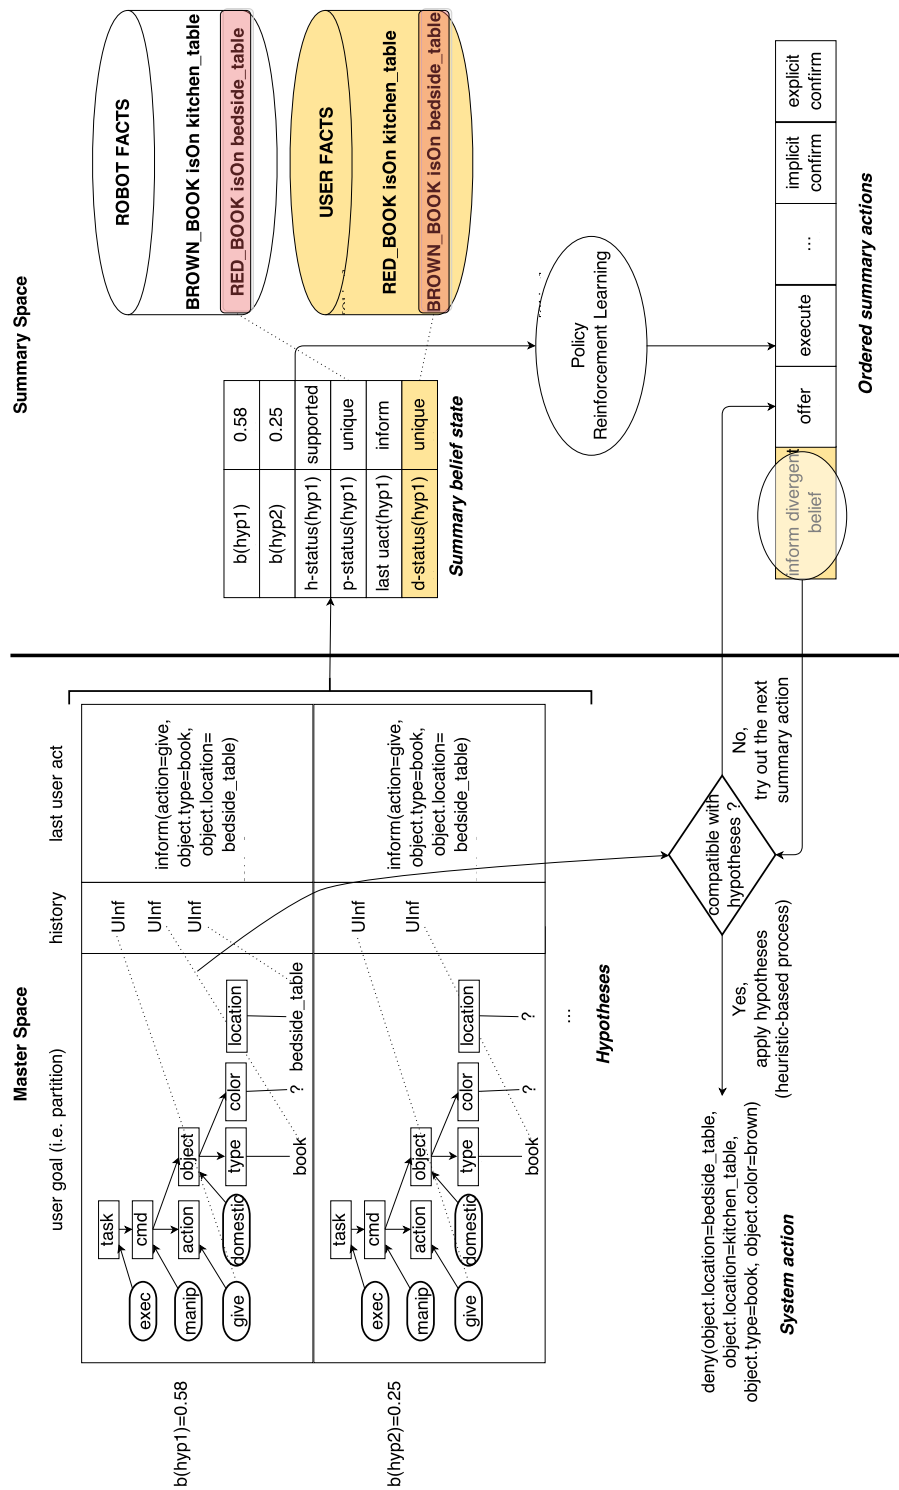 Master Space
Summary Space
user goal (i.e. partition)
history
last user act
b(hyp1)=0.58
task
exec
cmd
manip
action
object
give
domestic
type
color
location
book
?
bedside_table
UInf
UInf
UInf
inform(action=give,
object.type=book,
object.location=
bedside_table)
b(hyp2)=0.25
task
exec
cmd
manip
action
object
give
domestic
type
color
location
book
?
?
UInf
UInf
inform(action=give,
object.type=book,
object.location=
bedside_table)
...
Hypotheses
b(hyp1)
0.58
b(hyp2)
0.25
h-status(hyp1)
supported
p-status(hyp1)
unique
last uact(hyp1)
inform
d-status(hyp1)
unique
Summary belief state
ROBOT FACTS
BROWN_BOOK isOn kitchen_table
RED_BOOK isOn bedside_table
USER FACTS
RED_BOOK isOn kitchen_table
BROWN_BOOK isOn bedside_table
Policy
Reinforcement Learning
inform divergent
belief
offer
execute
...
implicit
confirm
explicit
confirm
Ordered summary actions
compatible with
hypotheses ?
No,
try out the next
summary action
Yes,
apply hypotheses
(heuristic-based process)
deny(object.location=bedside_table,
object.location=kitchen_table,
object.type=book, object.color=brown)
System action